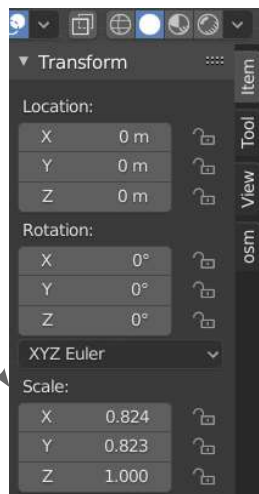 Transform
Location:
X 0 m
Y 0 m
Z 0 m
Rotation:
X 0°
Y 0°
Z 0°
XYZ Euler
Scale:
X 0.824
Y 0.823
Z 1.000
Item
Tool
View
osm